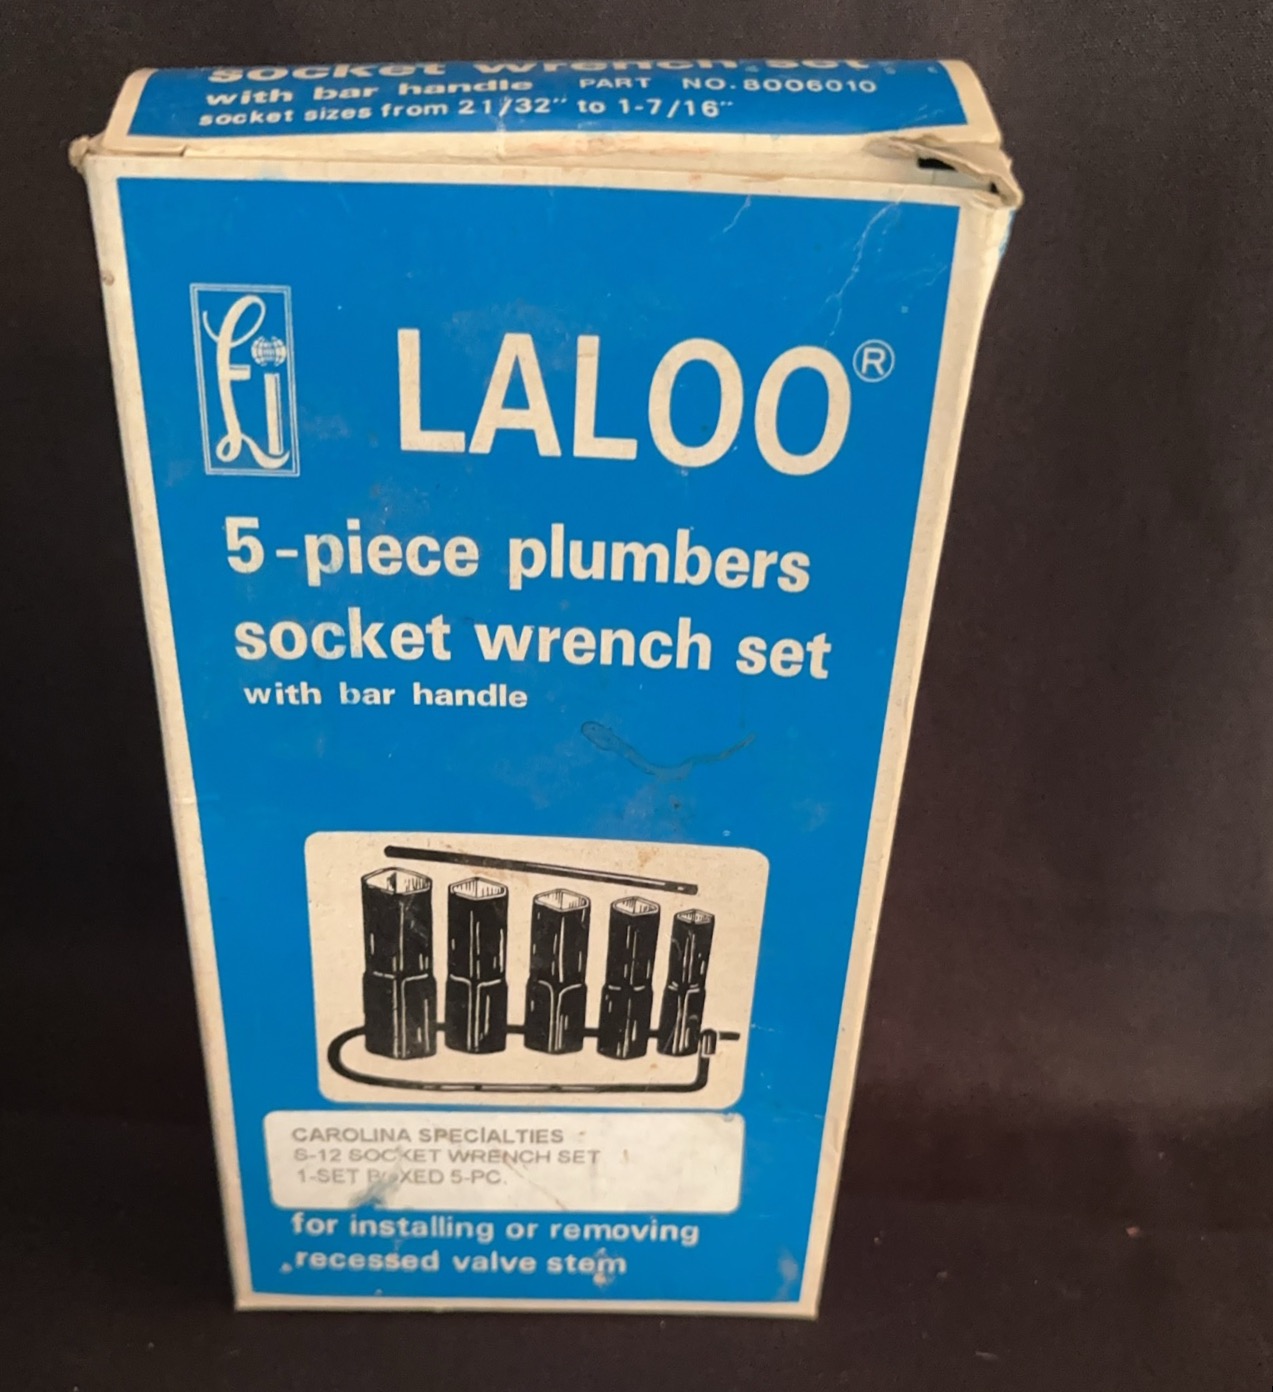 socket wrench set
with bar handle PART NO. 8006010
socket sizes from 21/32" to 1-7/16"
LALOO®
5-piece plumbers
socket wrench set
with bar handle
CAROLINA SPECIALTIES
S-12 SOCKET WRENCH SET
1-SET BOXED 5-PC.
for installing or removing
recessed valve stem